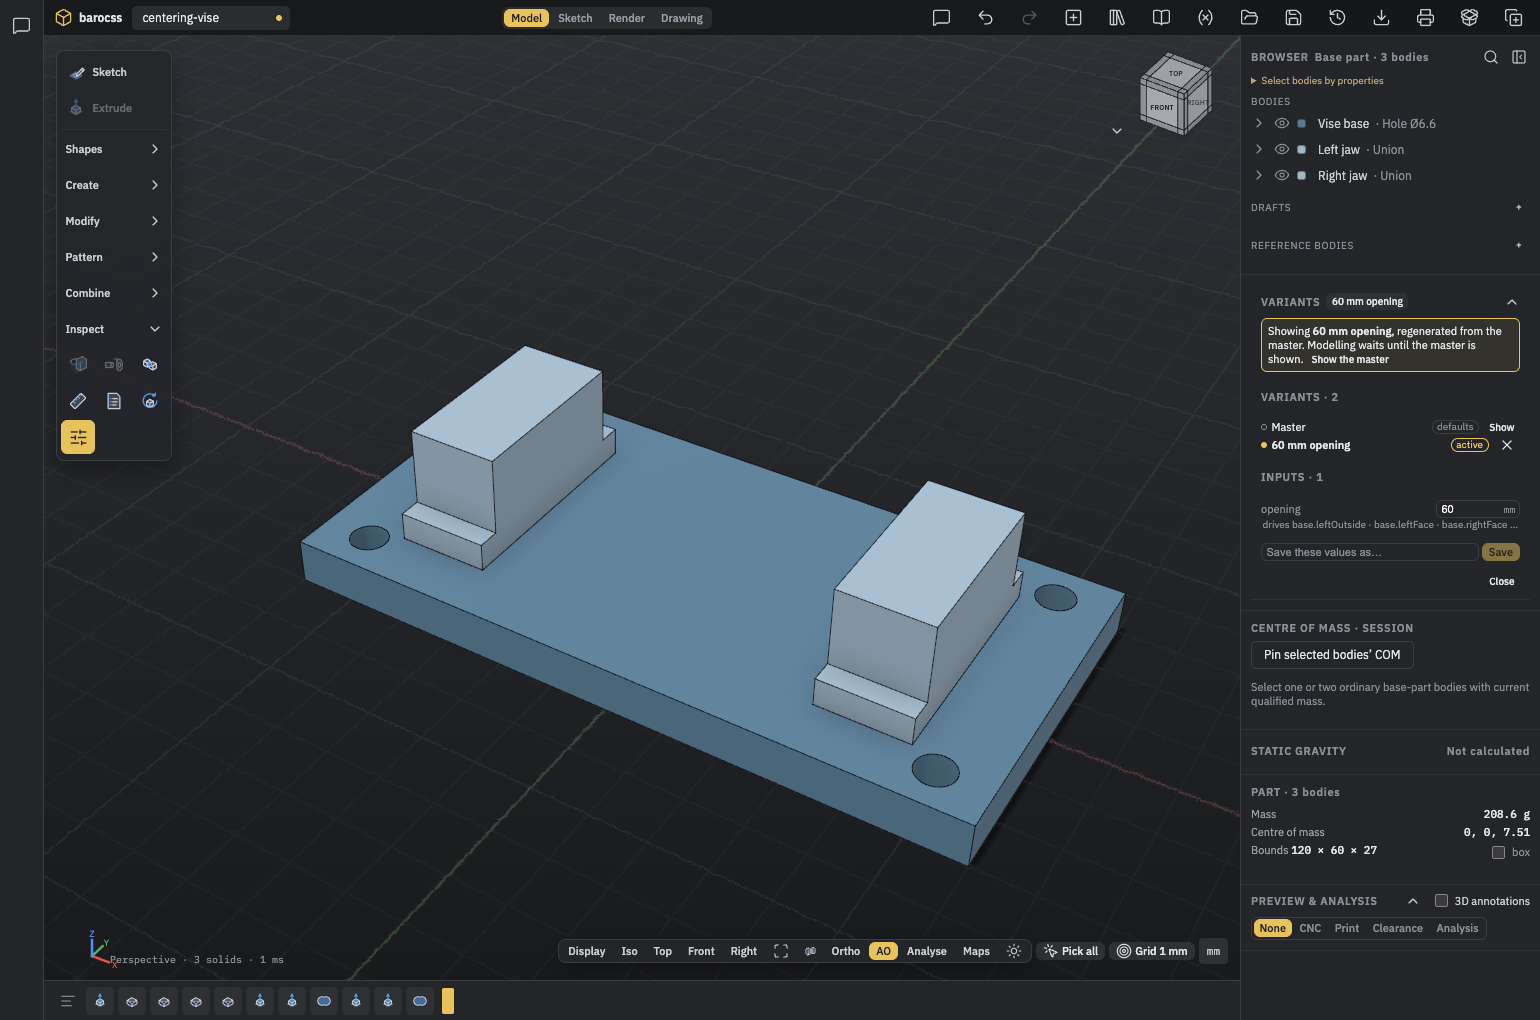 barocss
centering-vise
Model
Sketch
Render
Drawing
Sketch
Extrude
Shapes
Create
Modify
Pattern
Combine
Inspect
TOP
FRONT
RIGHT
BROWSER Base part · 3 bodies
Select bodies by properties
BODIES
Vise base · Hole Ø6.6
Left jaw · Union
Right jaw · Union
DRAFTS +
REFERENCE BODIES +
VARIANTS 60 mm opening
Showing 60 mm opening, regenerated from the
master. Modelling waits until the master is
shown. Show the master
VARIANTS · 2
Master defaults Show
60 mm opening active
INPUTS · 1
opening 60 mm
drives base.leftOutside · base.leftFace · base.rightFace ...
Save these values as... Save
Close
CENTRE OF MASS · SESSION
Pin selected bodies’ COM
Select one or two ordinary base-part bodies with current
qualified mass.
STATIC GRAVITY Not calculated
PART · 3 bodies
Mass 208.6 g
Centre of mass 0, 0, 7.51
Bounds 120 × 60 × 27 box
PREVIEW & ANALYSIS 3D annotations
None CNC Print Clearance Analysis
Z
Y
X
Perspective · 3 solids · 1 ms
Display Iso Top Front Right Ortho AO Analyse Maps Pick all Grid 1 mm mm